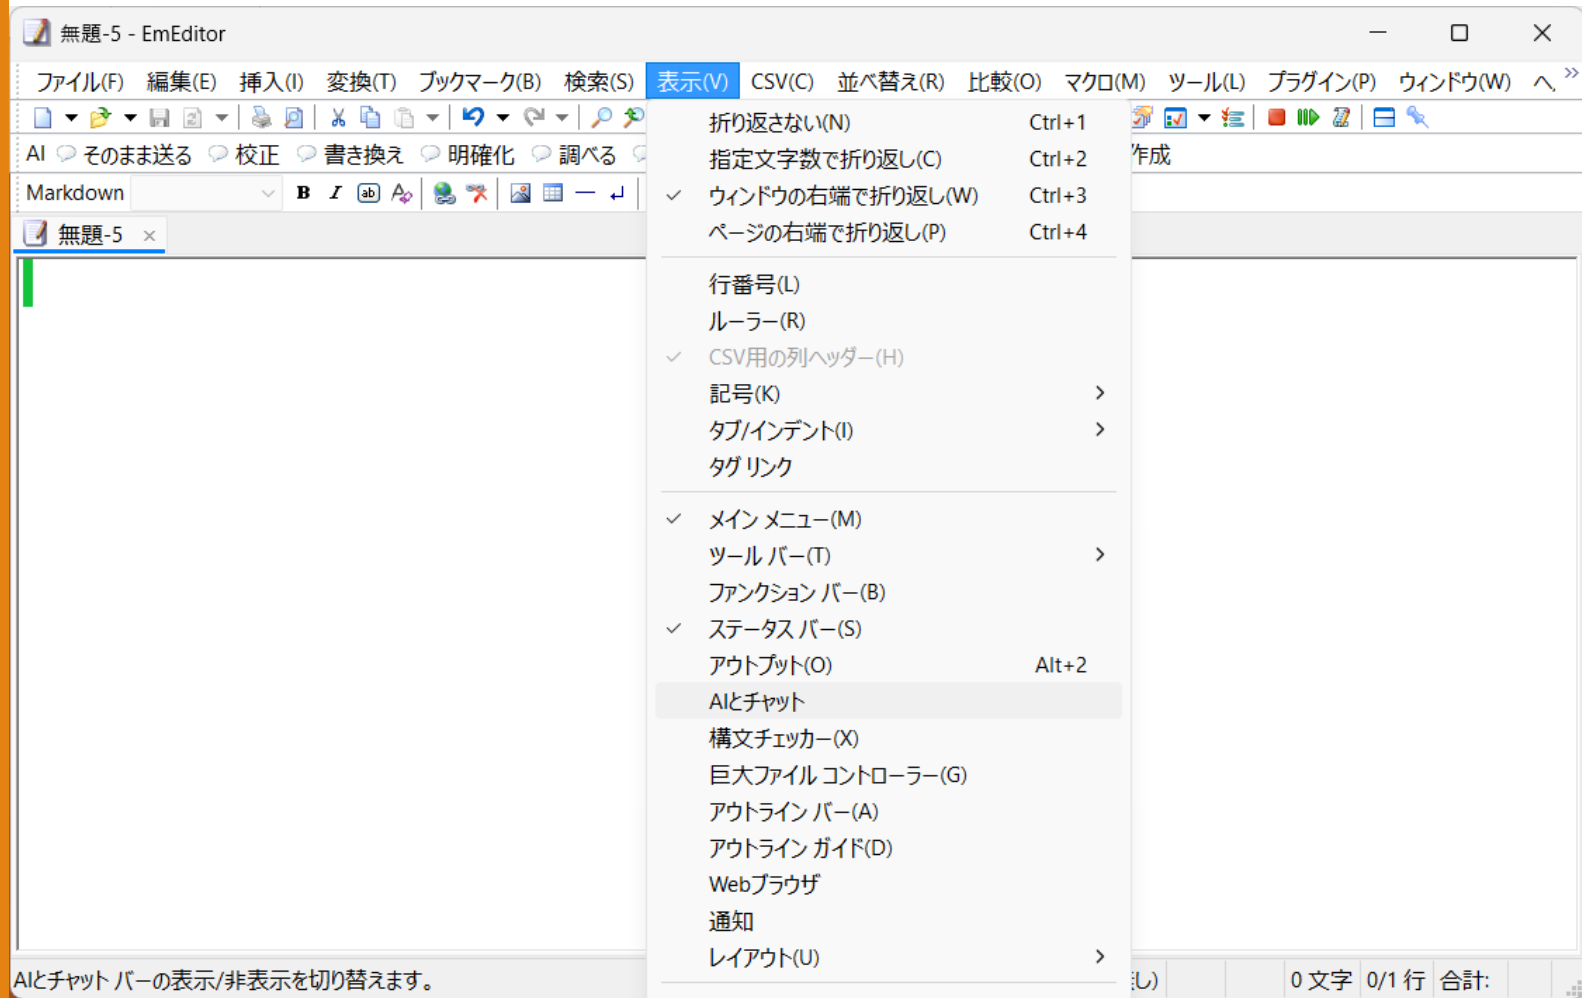 無題-5 - EmEditor
ファイル(F) 編集(E) 挿入(I) 変換(T) ブックマーク(B) 検索(S) 表示(V) CSV(C) 並べ替え(R) 比較(O) マクロ(M) ツール(L) プラグイン(P) ウィンドウ(W) ヘ
AI そのまま送る 校正 書き換え 明確化 調べる 作成
Markdown B I ab
無題-5
折り返さない(N) Ctrl+1
指定文字数で折り返し(C) Ctrl+2
ウィンドウの右端で折り返し(W) Ctrl+3
ページの右端で折り返し(P) Ctrl+4
行番号(L)
ルーラー(R)
CSV用の列ヘッダー(H)
記号(K)
タブ/インデント(I)
タグ リンク
メイン メニュー(M)
ツール バー(T)
ファンクション バー(B)
ステータス バー(S)
アウトプット(O) Alt+2
AIとチャット
構文チェッカー(X)
巨大ファイル コントローラー(G)
アウトライン バー(A)
アウトライン ガイド(D)
Webブラウザ
通知
レイアウト(U)
AIとチャット バーの表示/非表示を切り替えます。 し) 0 文字 0/1 行 合計: